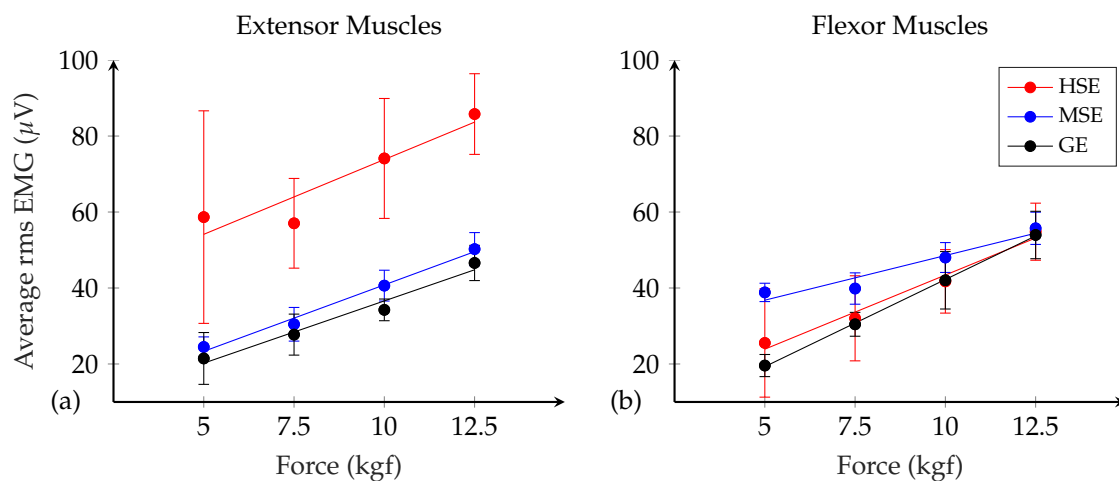 Extensor Muscles
Average rms EMG (μV)
100
80
60
40
20
(a)
5 7.5 10 12.5
Force (kgf)
Flexor Muscles
HSE
MSE
GE
100
80
60
40
20
(b)
5 7.5 10 12.5
Force (kgf)